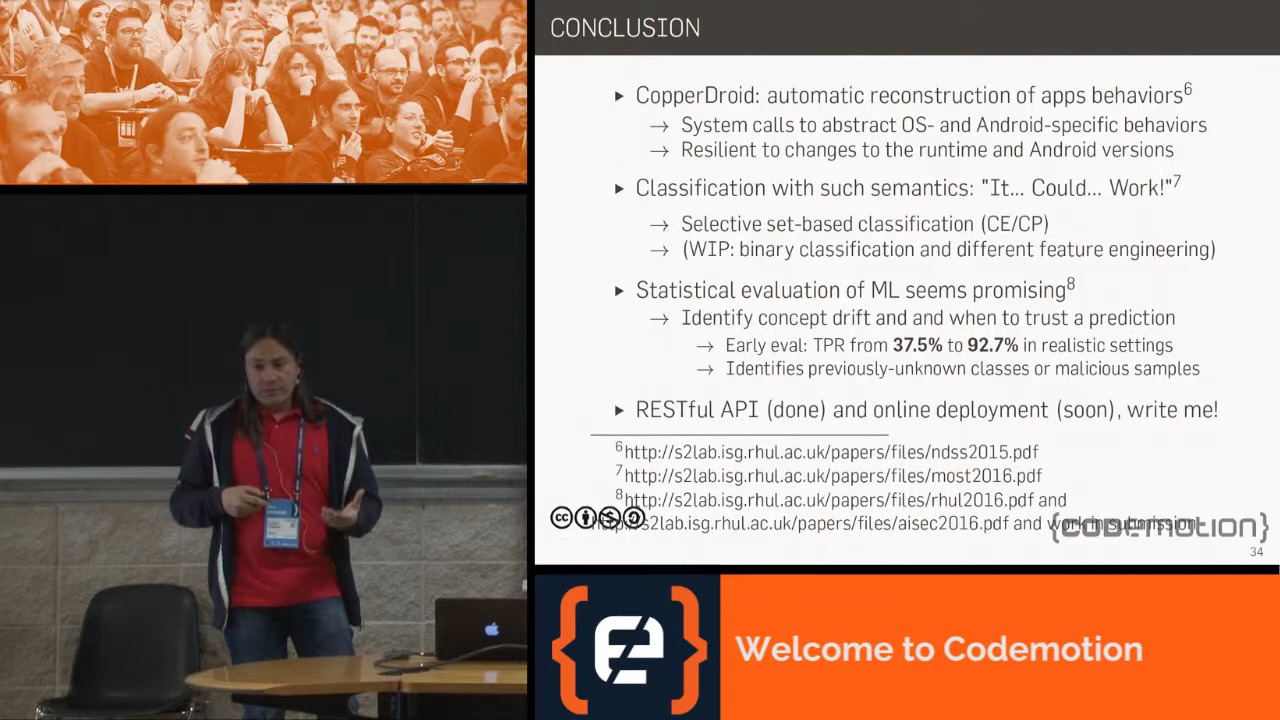 CONCLUSION
▸ CopperDroid: automatic reconstruction of apps behaviors6
→ System calls to abstract OS- and Android-specific behaviors
→ Resilient to changes to the runtime and Android versions
▸ Classification with such semantics: "It... Could... Work!"7
→ Selective set-based classification (CE/CP)
→ (WIP: binary classification and different feature engineering)
▸ Statistical evaluation of ML seems promising8
→ Identify concept drift and and when to trust a prediction
→ Early eval: TPR from 37.5% to 92.7% in realistic settings
→ Identifies previously-unknown classes or malicious samples
▸ RESTful API (done) and online deployment (soon), write me!
6http://s2lab.isg.rhul.ac.uk/papers/files/ndss2015.pdf
7http://s2lab.isg.rhul.ac.uk/papers/files/most2016.pdf
8http://s2lab.isg.rhul.ac.uk/papers/files/rhul2016.pdf and
http://s2lab.isg.rhul.ac.uk/papers/files/aisec2016.pdf and work in submission
cc
{CODEMOTION}
34
Welcome to Codemotion